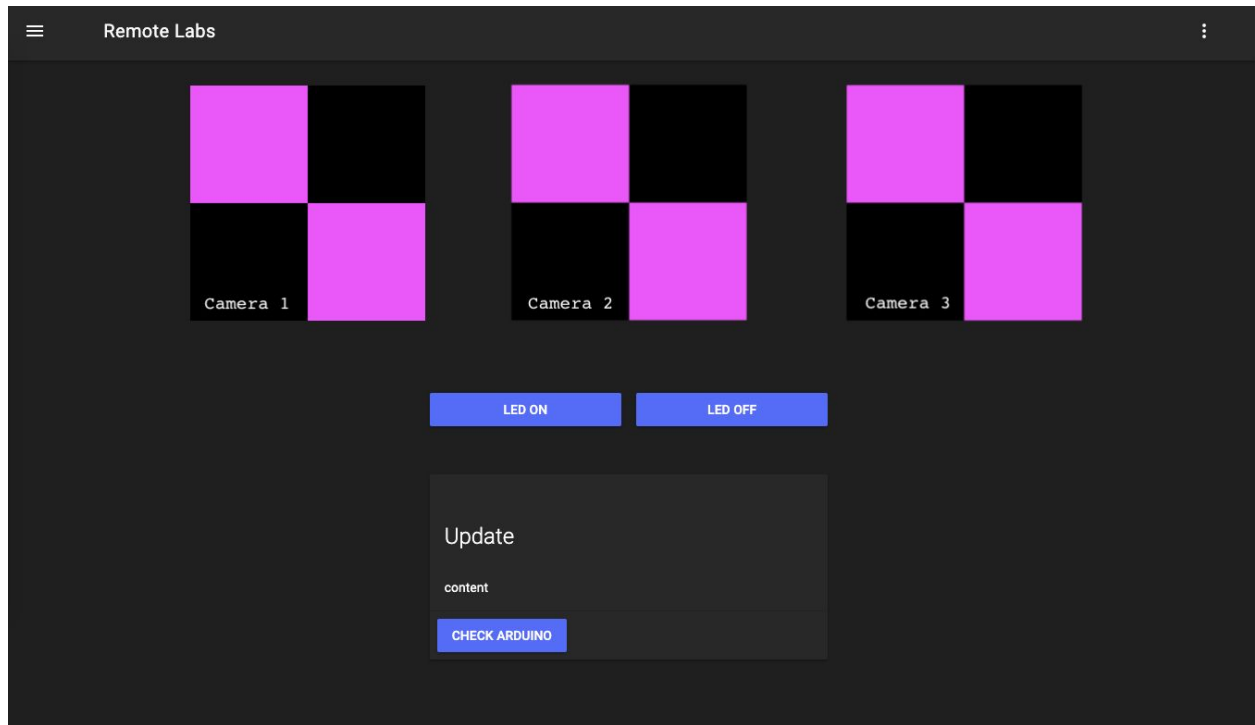 Remote Labs
Camera 1
Camera 2
Camera 3
LED ON
LED OFF
Update
content
CHECK ARDUINO